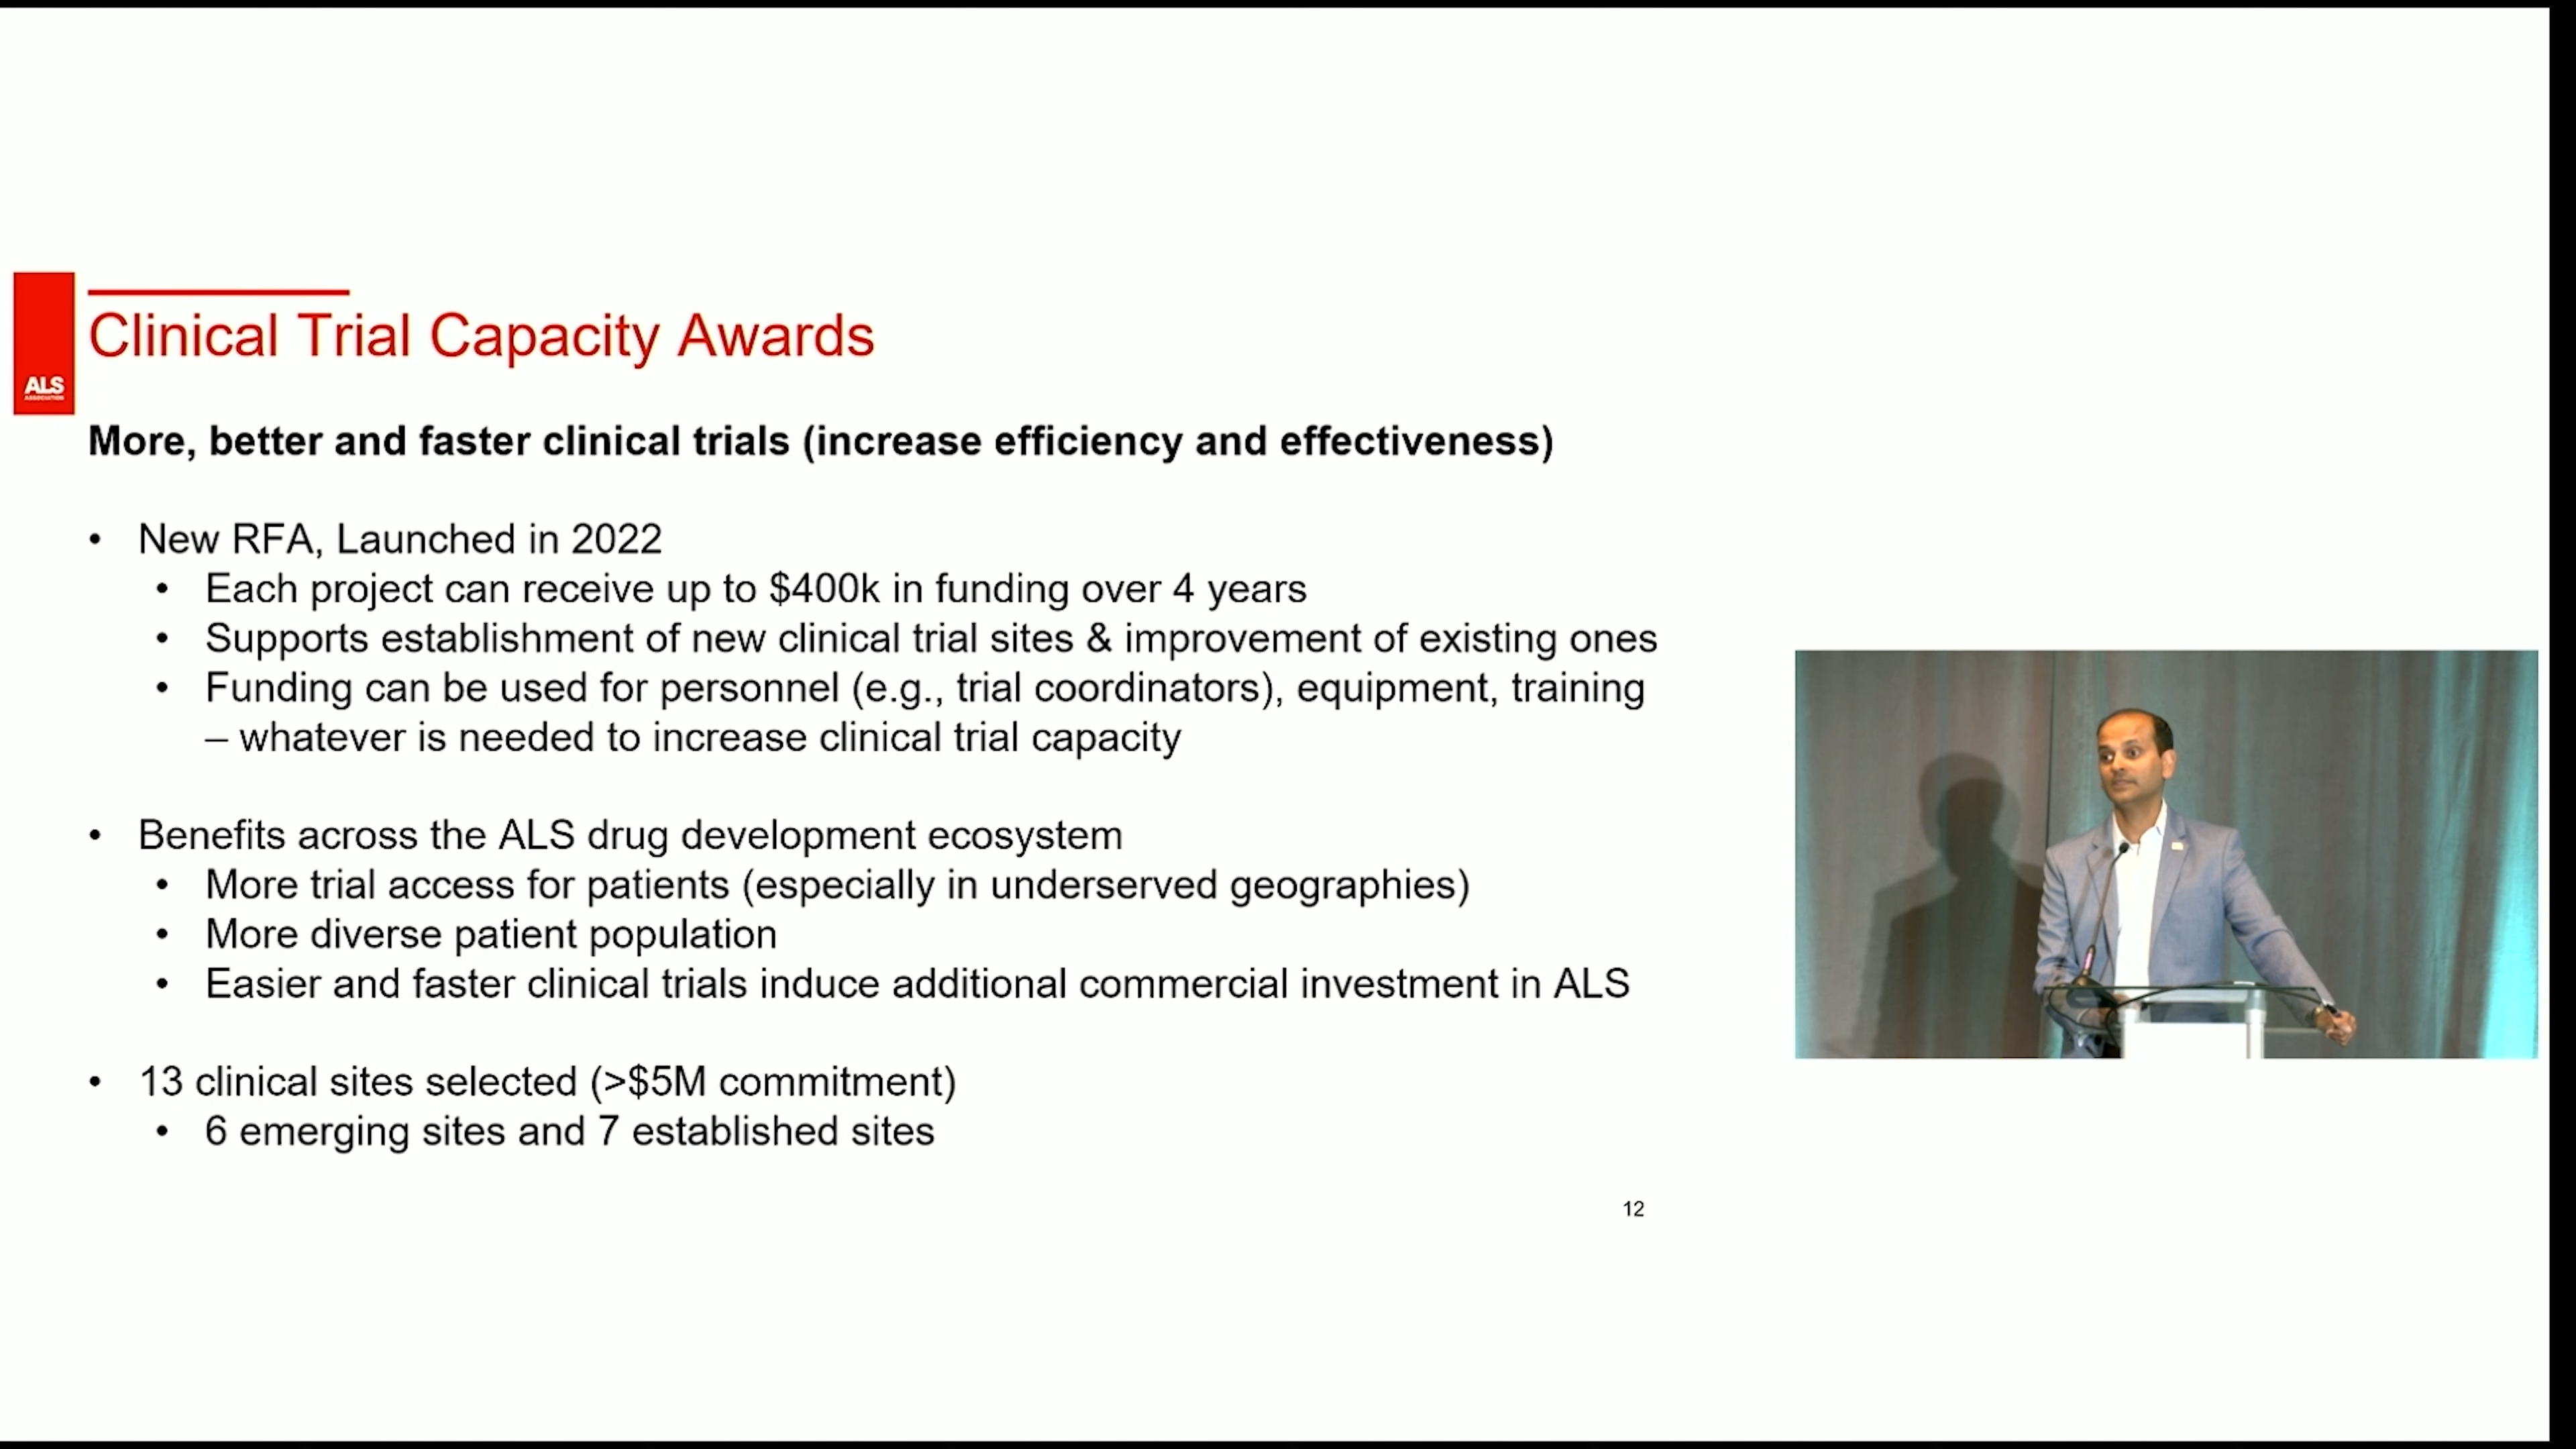 Clinical Trial Capacity Awards
ALS
ASSOCIATION
More, better and faster clinical trials (increase efficiency and effectiveness)
• New RFA, Launched in 2022
• Each project can receive up to $400k in funding over 4 years
• Supports establishment of new clinical trial sites & improvement of existing ones
• Funding can be used for personnel (e.g., trial coordinators), equipment, training
– whatever is needed to increase clinical trial capacity
• Benefits across the ALS drug development ecosystem
• More trial access for patients (especially in underserved geographies)
• More diverse patient population
• Easier and faster clinical trials induce additional commercial investment in ALS
• 13 clinical sites selected (>$5M commitment)
• 6 emerging sites and 7 established sites
12